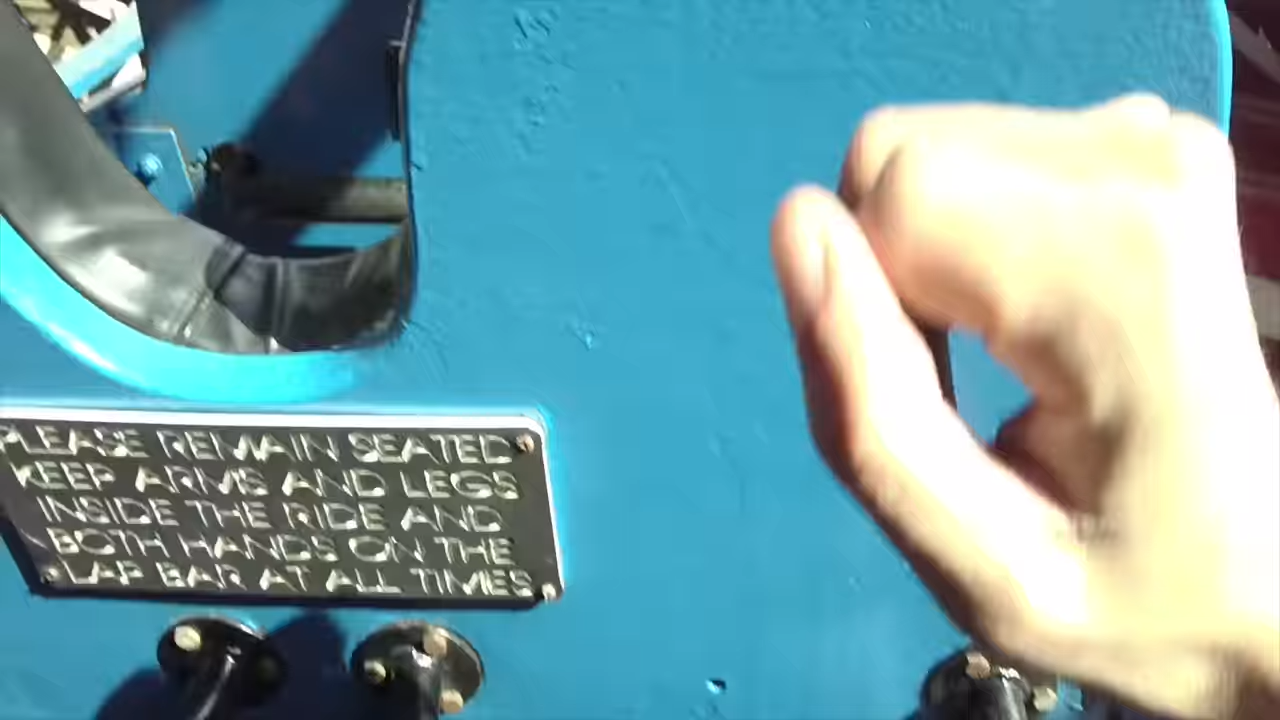 PLEASE REMAIN SEATED
KEEP ARMS AND LEGS
INSIDE THE RIDE AND
BOTH HANDS ON THE
LAP BAR AT ALL TIMES